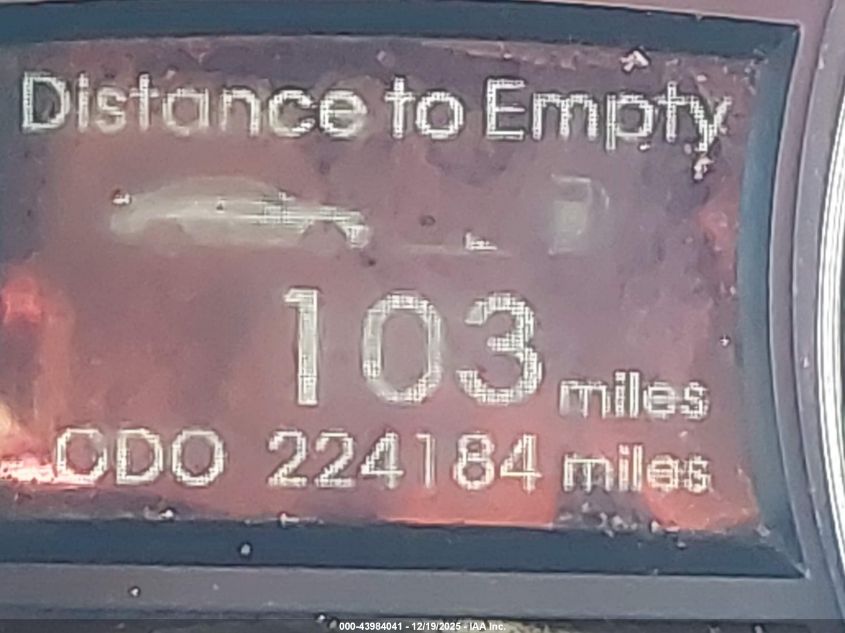 Distance to Empty
103 miles
ODO 224184 miles
000-43984041 - 12/19/2025 - IAA Inc.